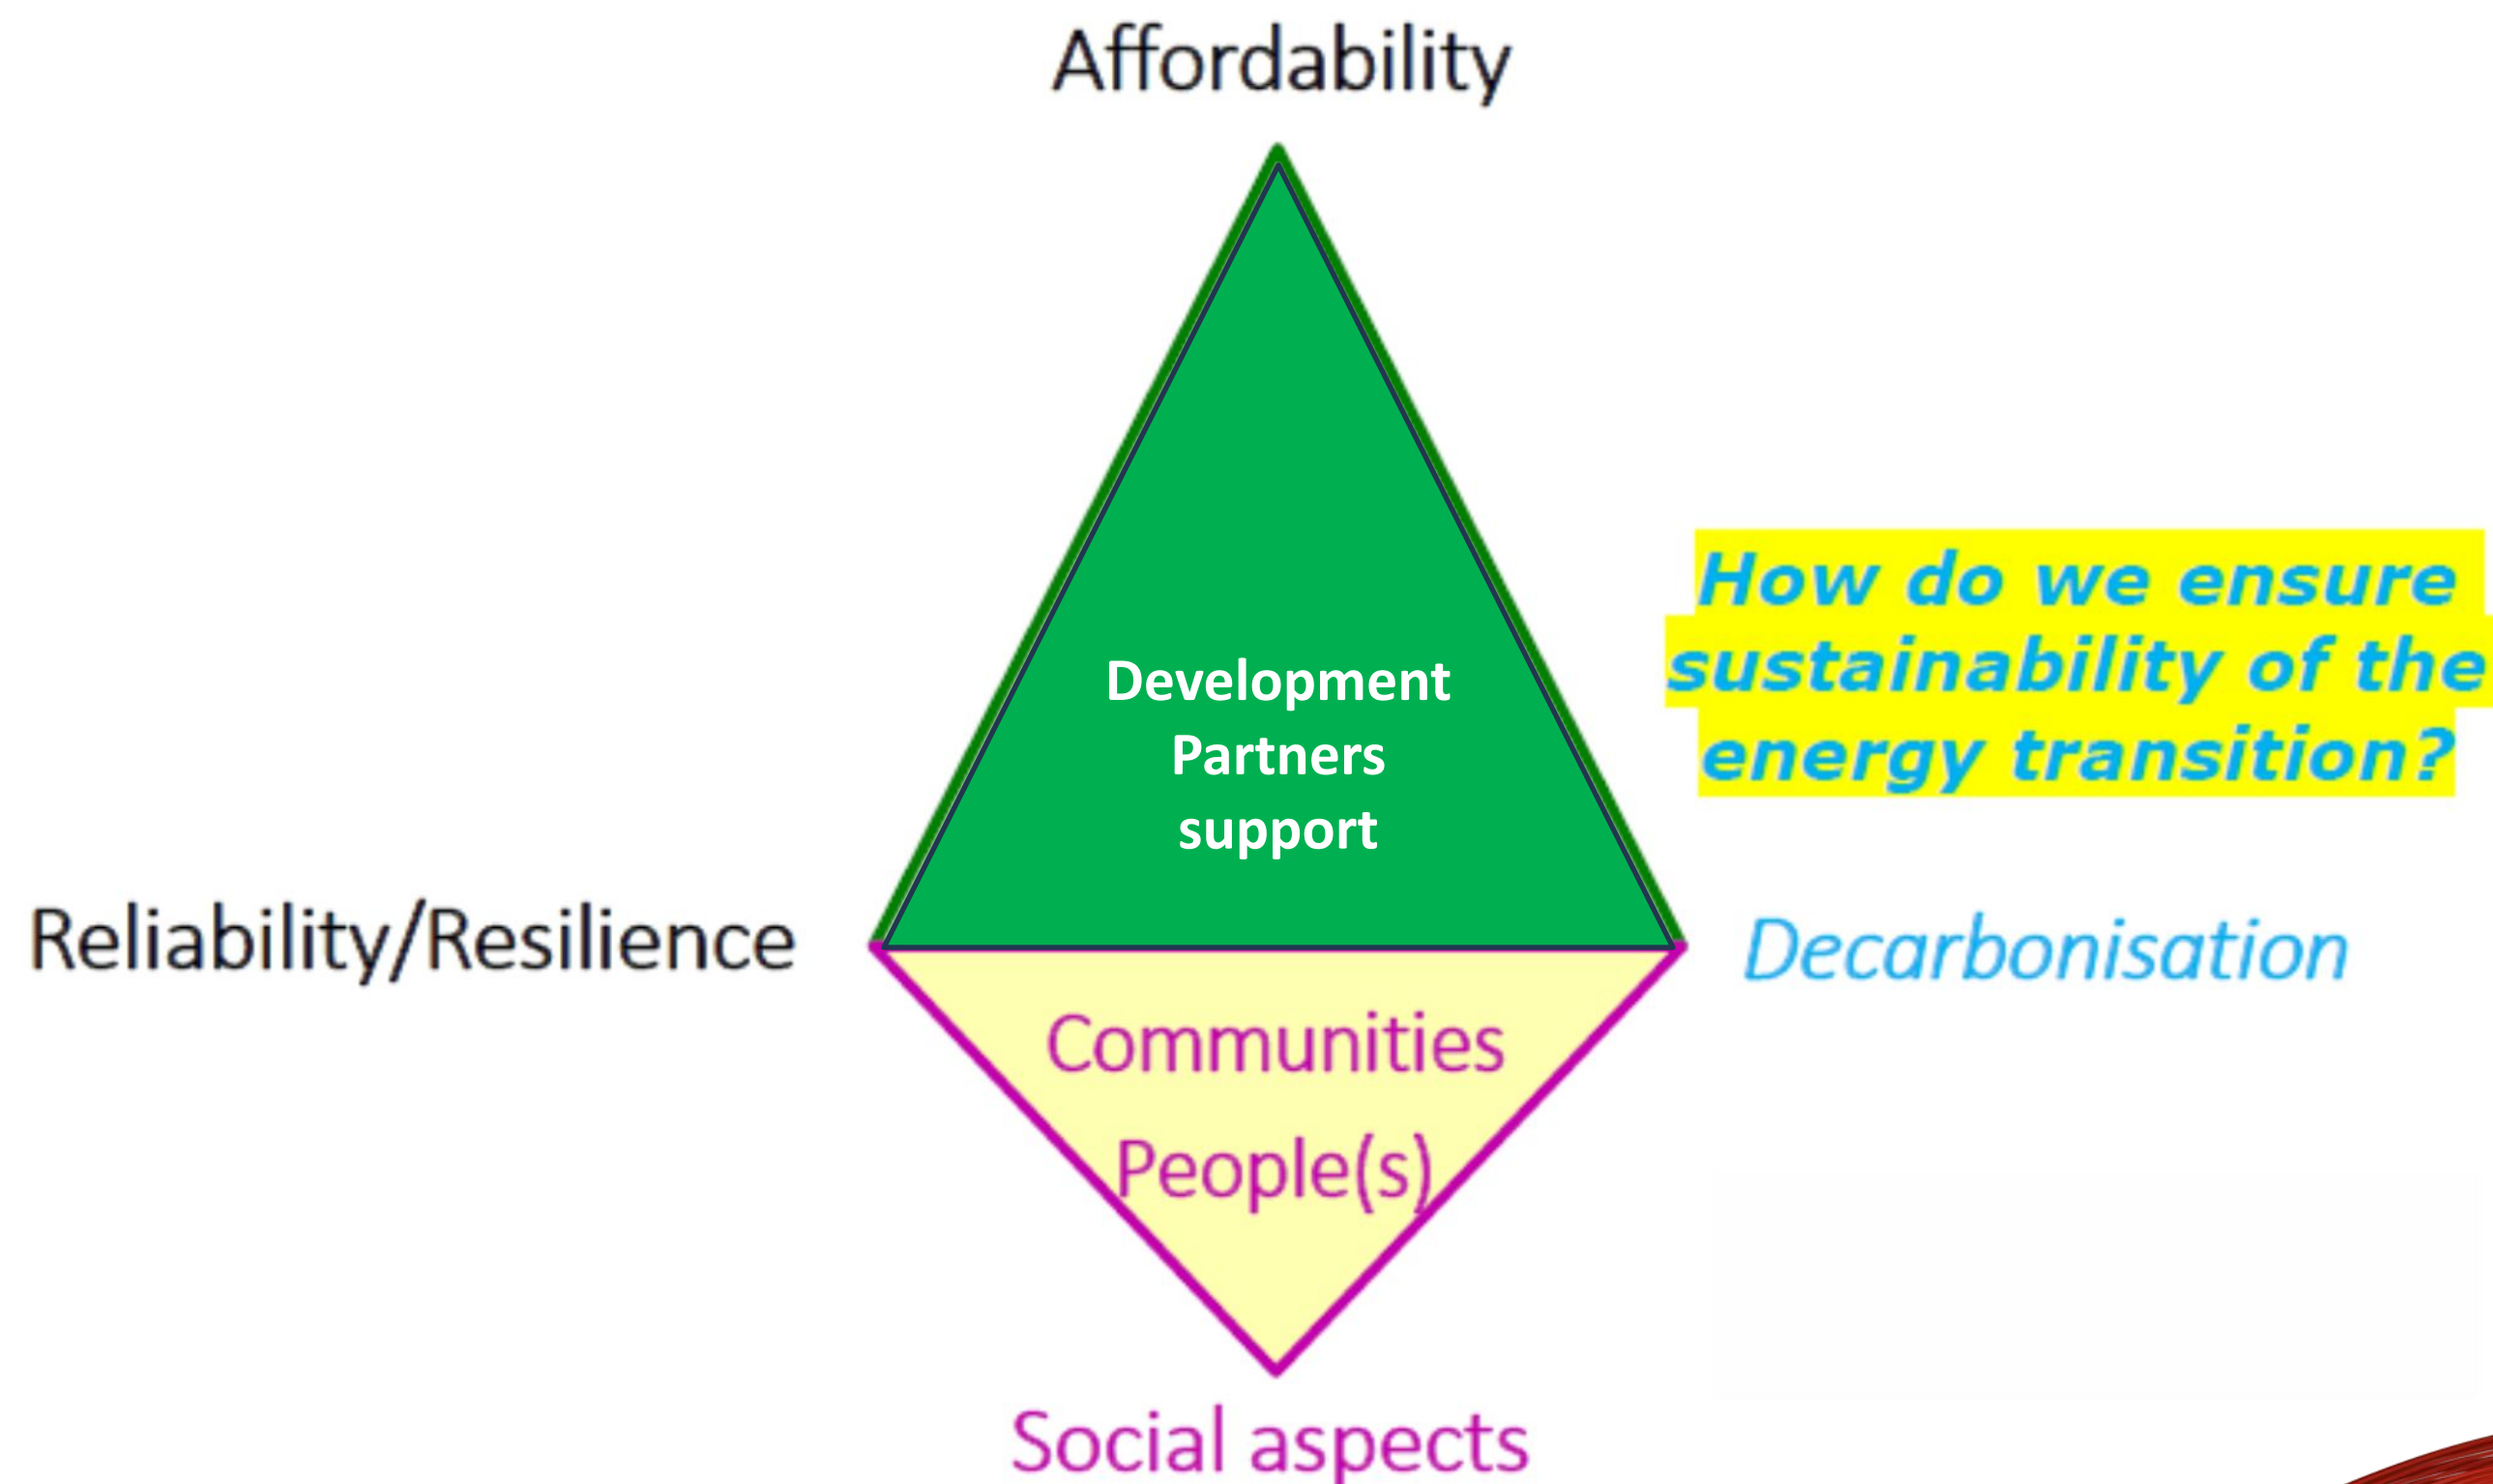 Affordability
How do we ensure
sustainability of the
energy transition?
Development
Partners
support
Reliability/Resilience
Decarbonisation
Communities
People(s)
Social aspects